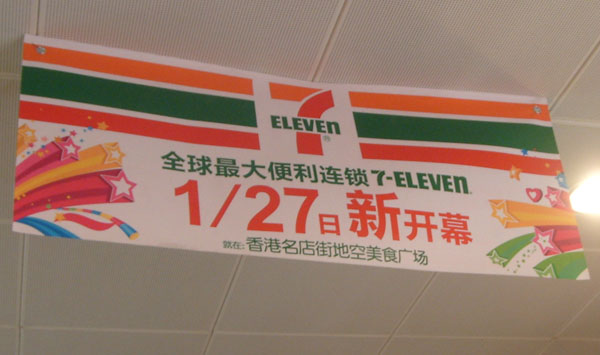 7
ELEVEN
®
全球最大便利连锁 7-ELEVEN
1/27日新开幕
就在:香港名店街地空美食广场